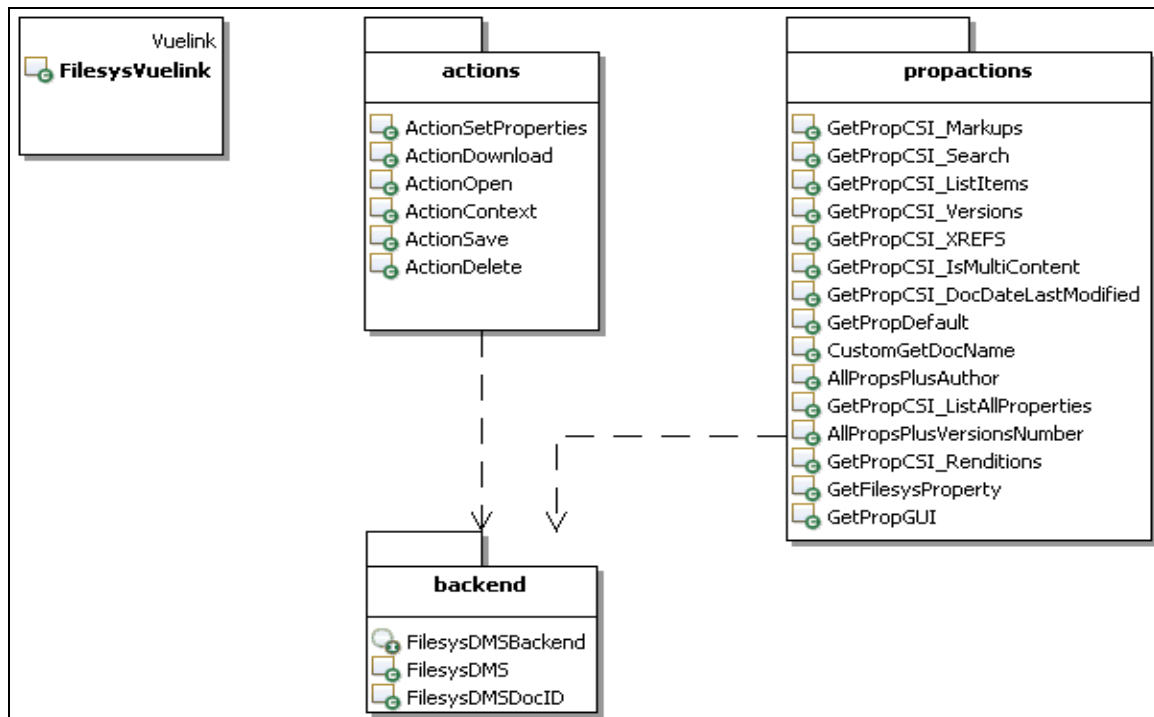 Vuelink
FilesysVuelink
actions
ActionSetProperties
ActionDownload
ActionOpen
ActionContext
ActionSave
ActionDelete
propactions
GetPropCSI_Markups
GetPropCSI_Search
GetPropCSI_ListItems
GetPropCSI_Versions
GetPropCSI_XREFS
GetPropCSI_IsMultiContent
GetPropCSI_DocDateLastModified
GetPropDefault
CustomGetDocName
AllPropsPlusAuthor
GetPropCSI_ListAllProperties
AllPropsPlusVersionsNumber
GetPropCSI_Renditions
GetFilesysProperty
GetPropGUI
backend
FilesysDMSBackend
FilesysDMS
FilesysDMSDocID